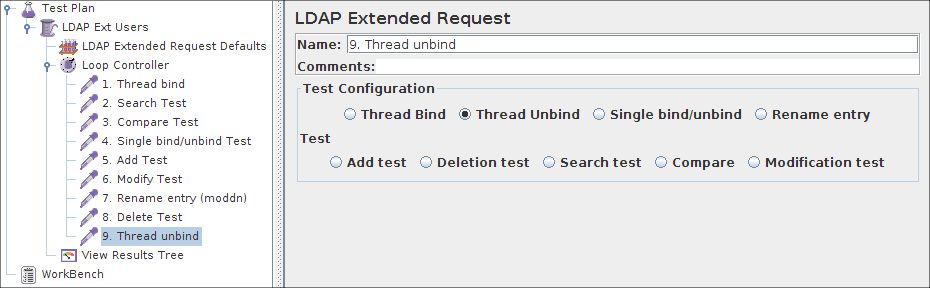 Test Plan
LDAP Ext Users
LDAP Extended Request Defaults
Loop Controller
1. Thread bind
2. Search Test
3. Compare Test
4. Single bind/unbind Test
5. Add Test
6. Modify Test
7. Rename entry (moddn)
8. Delete Test
9. Thread unbind
View Results Tree
WorkBench
LDAP Extended Request
Name: 9. Thread unbind
Comments:
Test Configuration
Thread Bind Thread Unbind Single bind/unbind Rename entry
Test
Add test Deletion test Search test Compare Modification test